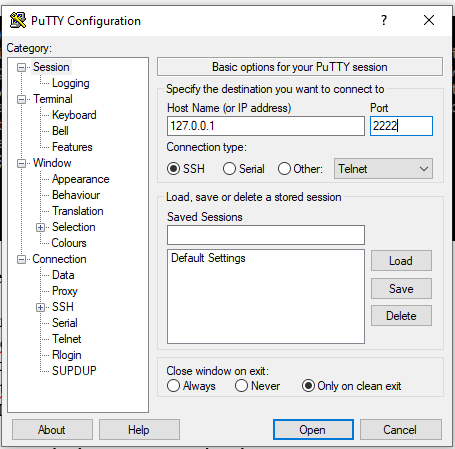 PuTTY Configuration
?
Category:
Session
Logging
Terminal
Keyboard
Bell
Features
Window
Appearance
Behaviour
Translation
Selection
Colours
Connection
Data
Proxy
SSH
Serial
Telnet
Rlogin
SUPDUP
Basic options for your PuTTY session
Specify the destination you want to connect to
Host Name (or IP address) Port
127.0.0.1 2222
Connection type:
SSH Serial Other: Telnet
Load, save or delete a stored session
Saved Sessions
Default Settings
Load
Save
Delete
Close window on exit:
Always Never Only on clean exit
About Help Open Cancel